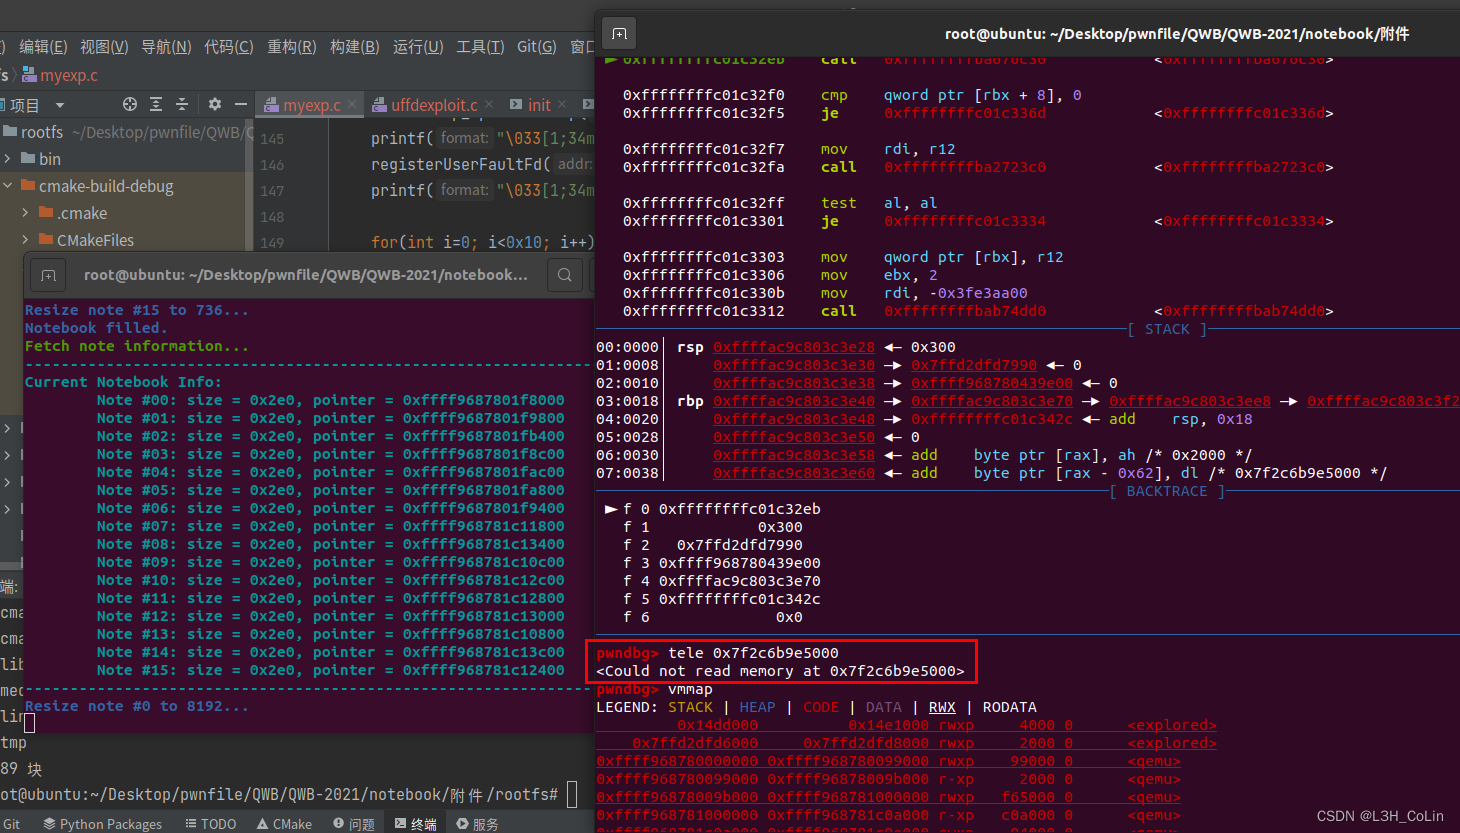 编辑(E) 视图(V) 导航(N) 代码(C) 重构(R) 构建(B) 运行(U) 工具(T) Git(G) 窗口
fs myexp.c
项目
myexp.c uffdexploit.c init
rootfs ~/Desktop/pwnfile/QWB/
bin
cmake-build-debug
.cmake
CMakeFiles
145 printf( format: "\033[1;34m
146 registerUserFaultFd( addr:
147 printf( format: "\033[1;34m
148
149 for(int i=0; i<0x10; i++)
root@ubuntu: ~/Desktop/pwnfile/QWB/QWB-2021/notebook...
Resize note #15 to 736...
Notebook filled.
Fetch note information...
Current Notebook Info:
Note #00: size = 0x2e0, pointer = 0xffff9687801f8000
Note #01: size = 0x2e0, pointer = 0xffff9687801f9800
Note #02: size = 0x2e0, pointer = 0xffff9687801fb400
Note #03: size = 0x2e0, pointer = 0xffff9687801f8c00
Note #04: size = 0x2e0, pointer = 0xffff9687801fac00
Note #05: size = 0x2e0, pointer = 0xffff9687801fa800
Note #06: size = 0x2e0, pointer = 0xffff9687801f9400
Note #07: size = 0x2e0, pointer = 0xffff968781c11800
Note #08: size = 0x2e0, pointer = 0xffff968781c13400
Note #09: size = 0x2e0, pointer = 0xffff968781c10c00
Note #10: size = 0x2e0, pointer = 0xffff968781c12c00
Note #11: size = 0x2e0, pointer = 0xffff968781c12800
Note #12: size = 0x2e0, pointer = 0xffff968781c13000
Note #13: size = 0x2e0, pointer = 0xffff968781c10800
Note #14: size = 0x2e0, pointer = 0xffff968781c13c00
Note #15: size = 0x2e0, pointer = 0xffff968781c12400
Resize note #0 to 8192...
端:
cma
cma
lib
med
lin
tmp
89 块
ot@ubuntu:~/Desktop/pwnfile/QWB/QWB-2021/notebook/附件/rootfs#
Git Python Packages TODO CMake 问题 终端 服务
root@ubuntu: ~/Desktop/pwnfile/QWB/QWB-2021/notebook/附件
► 0xffffffffc01c32eb call 0xffffffffba076c30 <0xffffffffba076c30>
0xffffffffc01c32f0 cmp qword ptr [rbx + 8], 0
0xffffffffc01c32f5 je 0xffffffffc01c336d <0xffffffffc01c336d>
0xffffffffc01c32f7 mov rdi, r12
0xffffffffc01c32fa call 0xffffffffba2723c0 <0xffffffffba2723c0>
0xffffffffc01c32ff test al, al
0xffffffffc01c3301 je 0xffffffffc01c3334 <0xffffffffc01c3334>
0xffffffffc01c3303 mov qword ptr [rbx], r12
0xffffffffc01c3306 mov ebx, 2
0xffffffffc01c330b mov rdi, -0x3fe3aa00
0xffffffffc01c3312 call 0xffffffffbab74dd0 <0xffffffffbab74dd0>
[ STACK ]
00:0000│ rsp 0xffffac9c803c3e28 ◂— 0x300
01:0008│ 0xffffac9c803c3e30 —▸ 0x7ffd2dfd7990 ◂— 0
02:0010│ 0xffffac9c803c3e38 —▸ 0xffff968780439e00 ◂— 0
03:0018│ rbp 0xffffac9c803c3e40 —▸ 0xffffac9c803c3e70 —▸ 0xffffac9c803c3ee8 —▸ 0xffffac9c803c3f2
04:0020│ 0xffffac9c803c3e48 —▸ 0xffffffffc01c342c ◂— add rsp, 0x18
05:0028│ 0xffffac9c803c3e50 ◂— 0
06:0030│ 0xffffac9c803c3e58 ◂— add byte ptr [rax], ah /* 0x2000 */
07:0038│ 0xffffac9c803c3e60 ◂— add byte ptr [rax - 0x62], dl /* 0x7f2c6b9e5000 */
[ BACKTRACE ]
► f 0 0xffffffffc01c32eb
f 1 0x300
f 2 0x7ffd2dfd7990
f 3 0xffff968780439e00
f 4 0xffffac9c803c3e70
f 5 0xffffffffc01c342c
f 6 0x0
pwndbg> tele 0x7f2c6b9e5000
<Could not read memory at 0x7f2c6b9e5000>
pwndbg> vmmap
LEGEND: STACK | HEAP | CODE | DATA | RWX | RODATA
0x14dd000 0x14e1000 rwxp 4000 0 <explored>
0x7ffd2dfd6000 0x7ffd2dfd8000 rwxp 2000 0 <explored>
0xffff968780000000 0xffff968780099000 rwxp 99000 0 <qemu>
0xffff968780099000 0xffff96878009b000 r-xp 2000 0 <qemu>
0xffff96878009b000 0xffff968781000000 rwxp f65000 0 <qemu>
0xffff968781000000 0xffff968781c0a000 r-xp c0a000 0 <qemu>
CSDN @L3H_CoLin